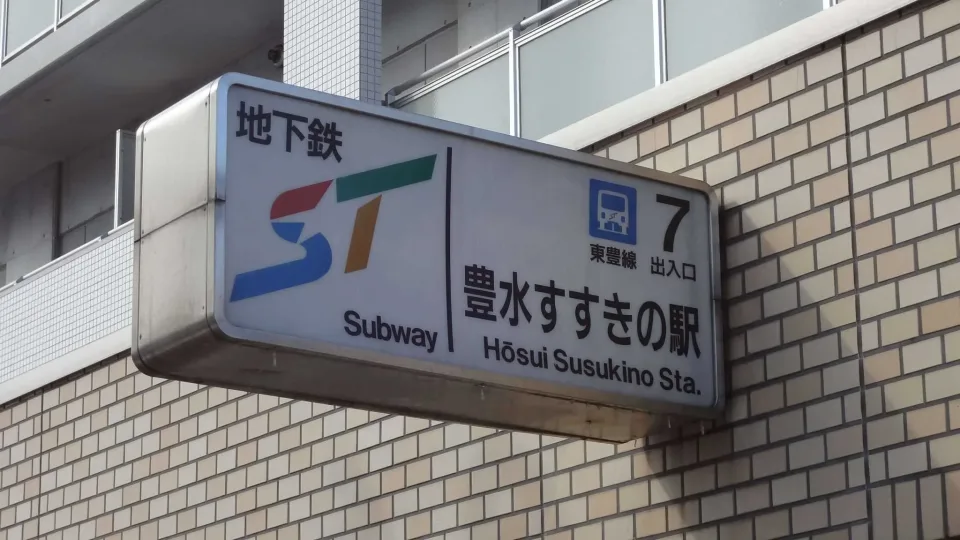 地下鉄
ST
Subway
7
東豊線 出入口
豊水すすきの駅
Hōsui Susukino Sta.